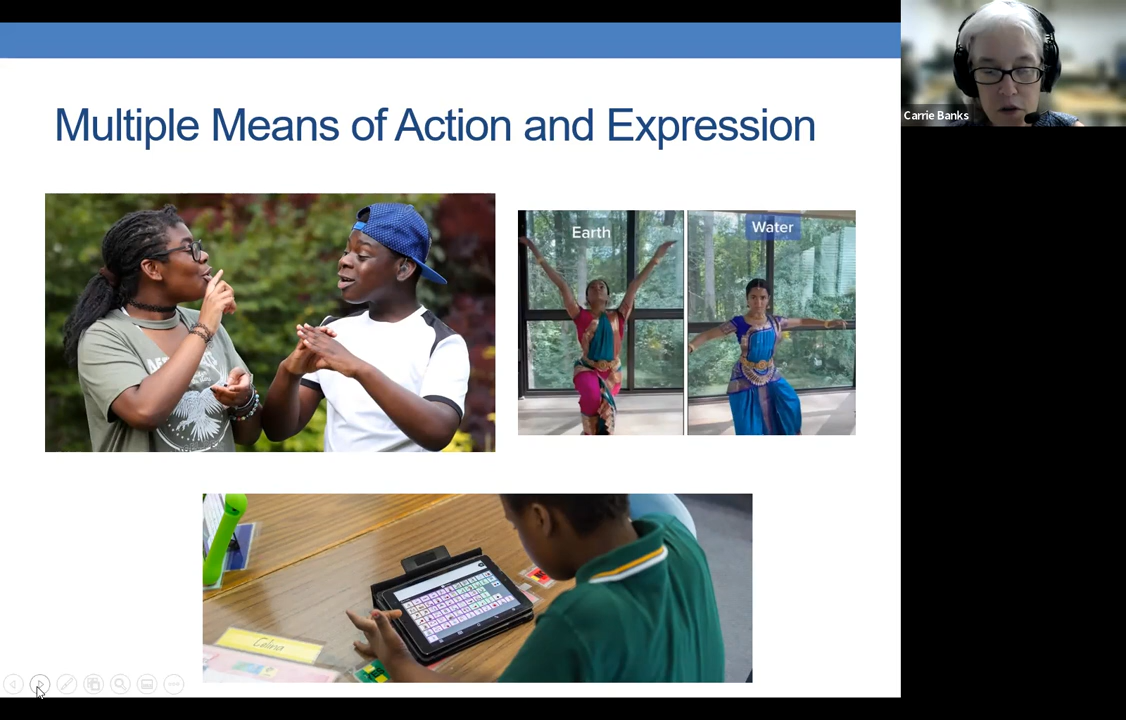 Multiple Means of Action and Expression
Carrie Banks
Earth
Water